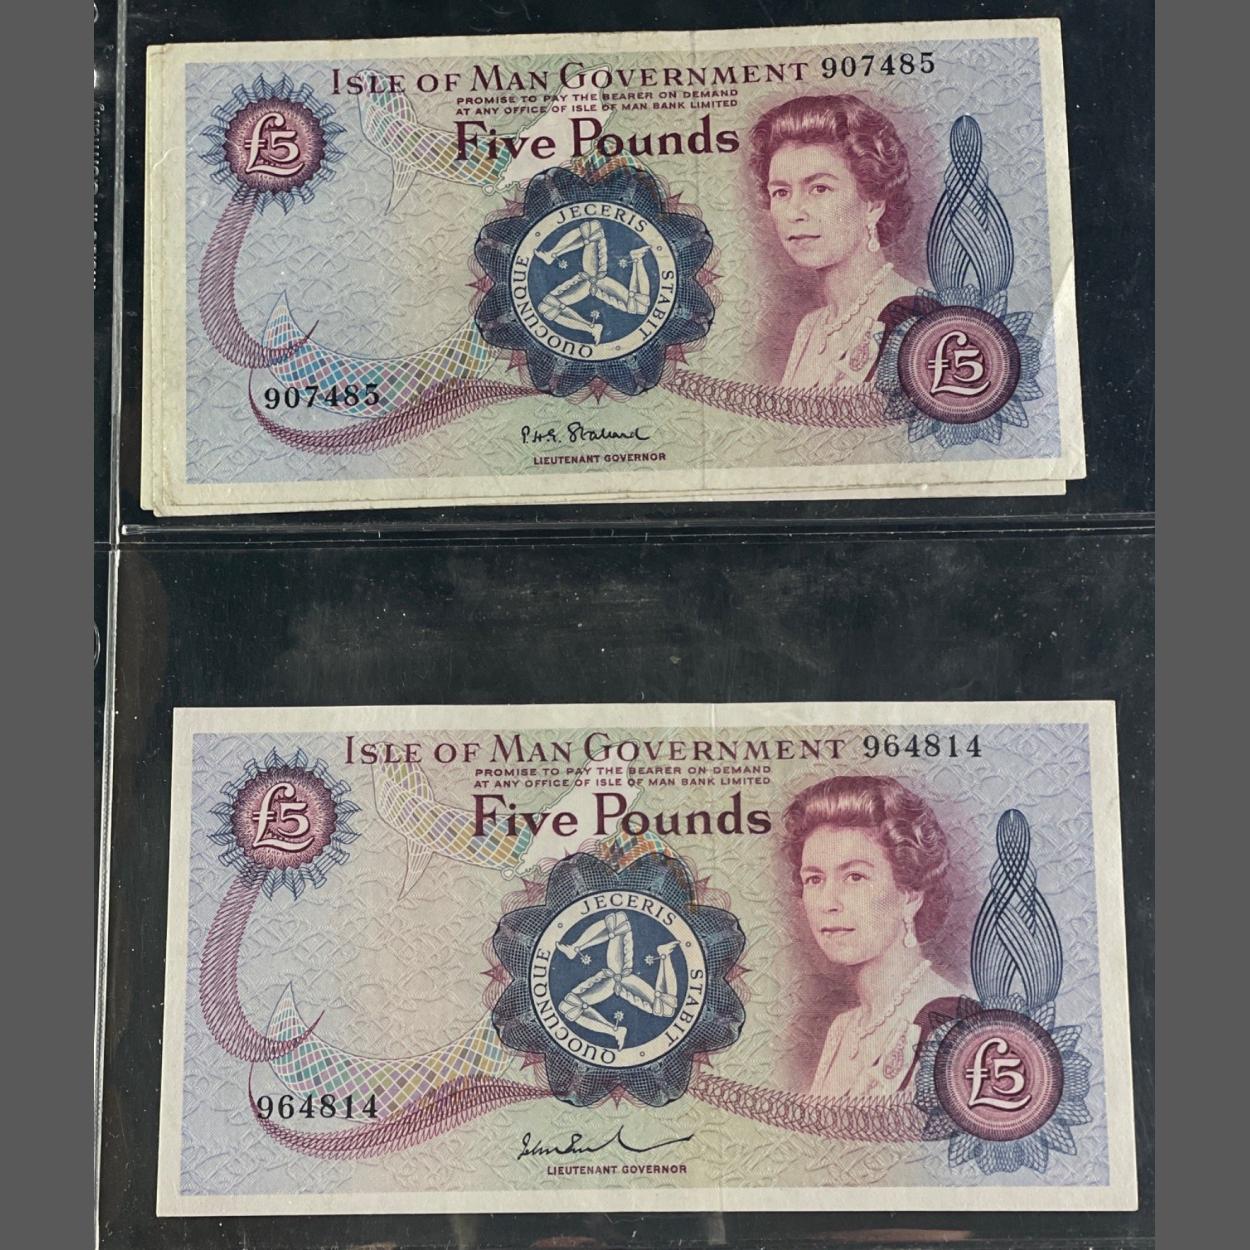 ISLE OF MAN GOVERNMENT 907485
PROMISE TO PAY THE BEARER ON DEMAND
AT ANY OFFICE OF ISLE OF MAN BANK LIMITED
Five Pounds
£5
QUOCUNQUE JECERIS STABIT
£5
907485
P.H.G. Stallard
LIEUTENANT GOVERNOR
ISLE OF MAN GOVERNMENT 964814
PROMISE TO PAY THE BEARER ON DEMAND
AT ANY OFFICE OF ISLE OF MAN BANK LIMITED
Five Pounds
£5
QUOCUNQUE JECERIS STABIT
£5
964814
LIEUTENANT GOVERNOR